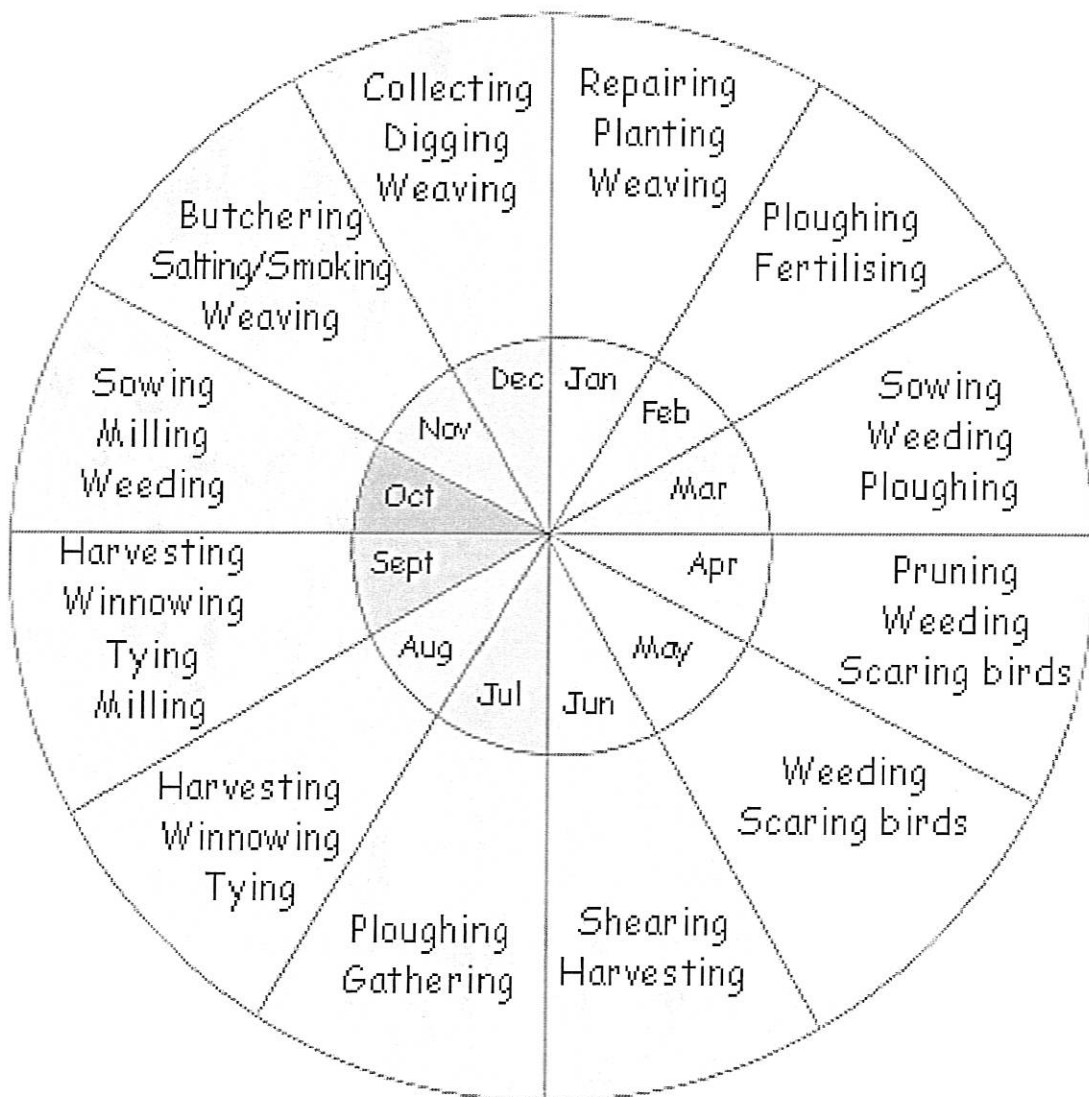 Repairing
Planting
Weaving
Jan
Ploughing
Fertilising
Feb
Sowing
Weeding
Ploughing
Mar
Pruning
Weeding
Scaring birds
Apr
Weeding
Scaring birds
May
Shearing
Harvesting
Jun
Ploughing
Gathering
Jul
Harvesting
Winnowing
Tying
Aug
Harvesting
Winnowing
Tying
Milling
Sept
Sowing
Milling
Weeding
Oct
Butchering
Salting/Smoking
Weaving
Nov
Collecting
Digging
Weaving
Dec